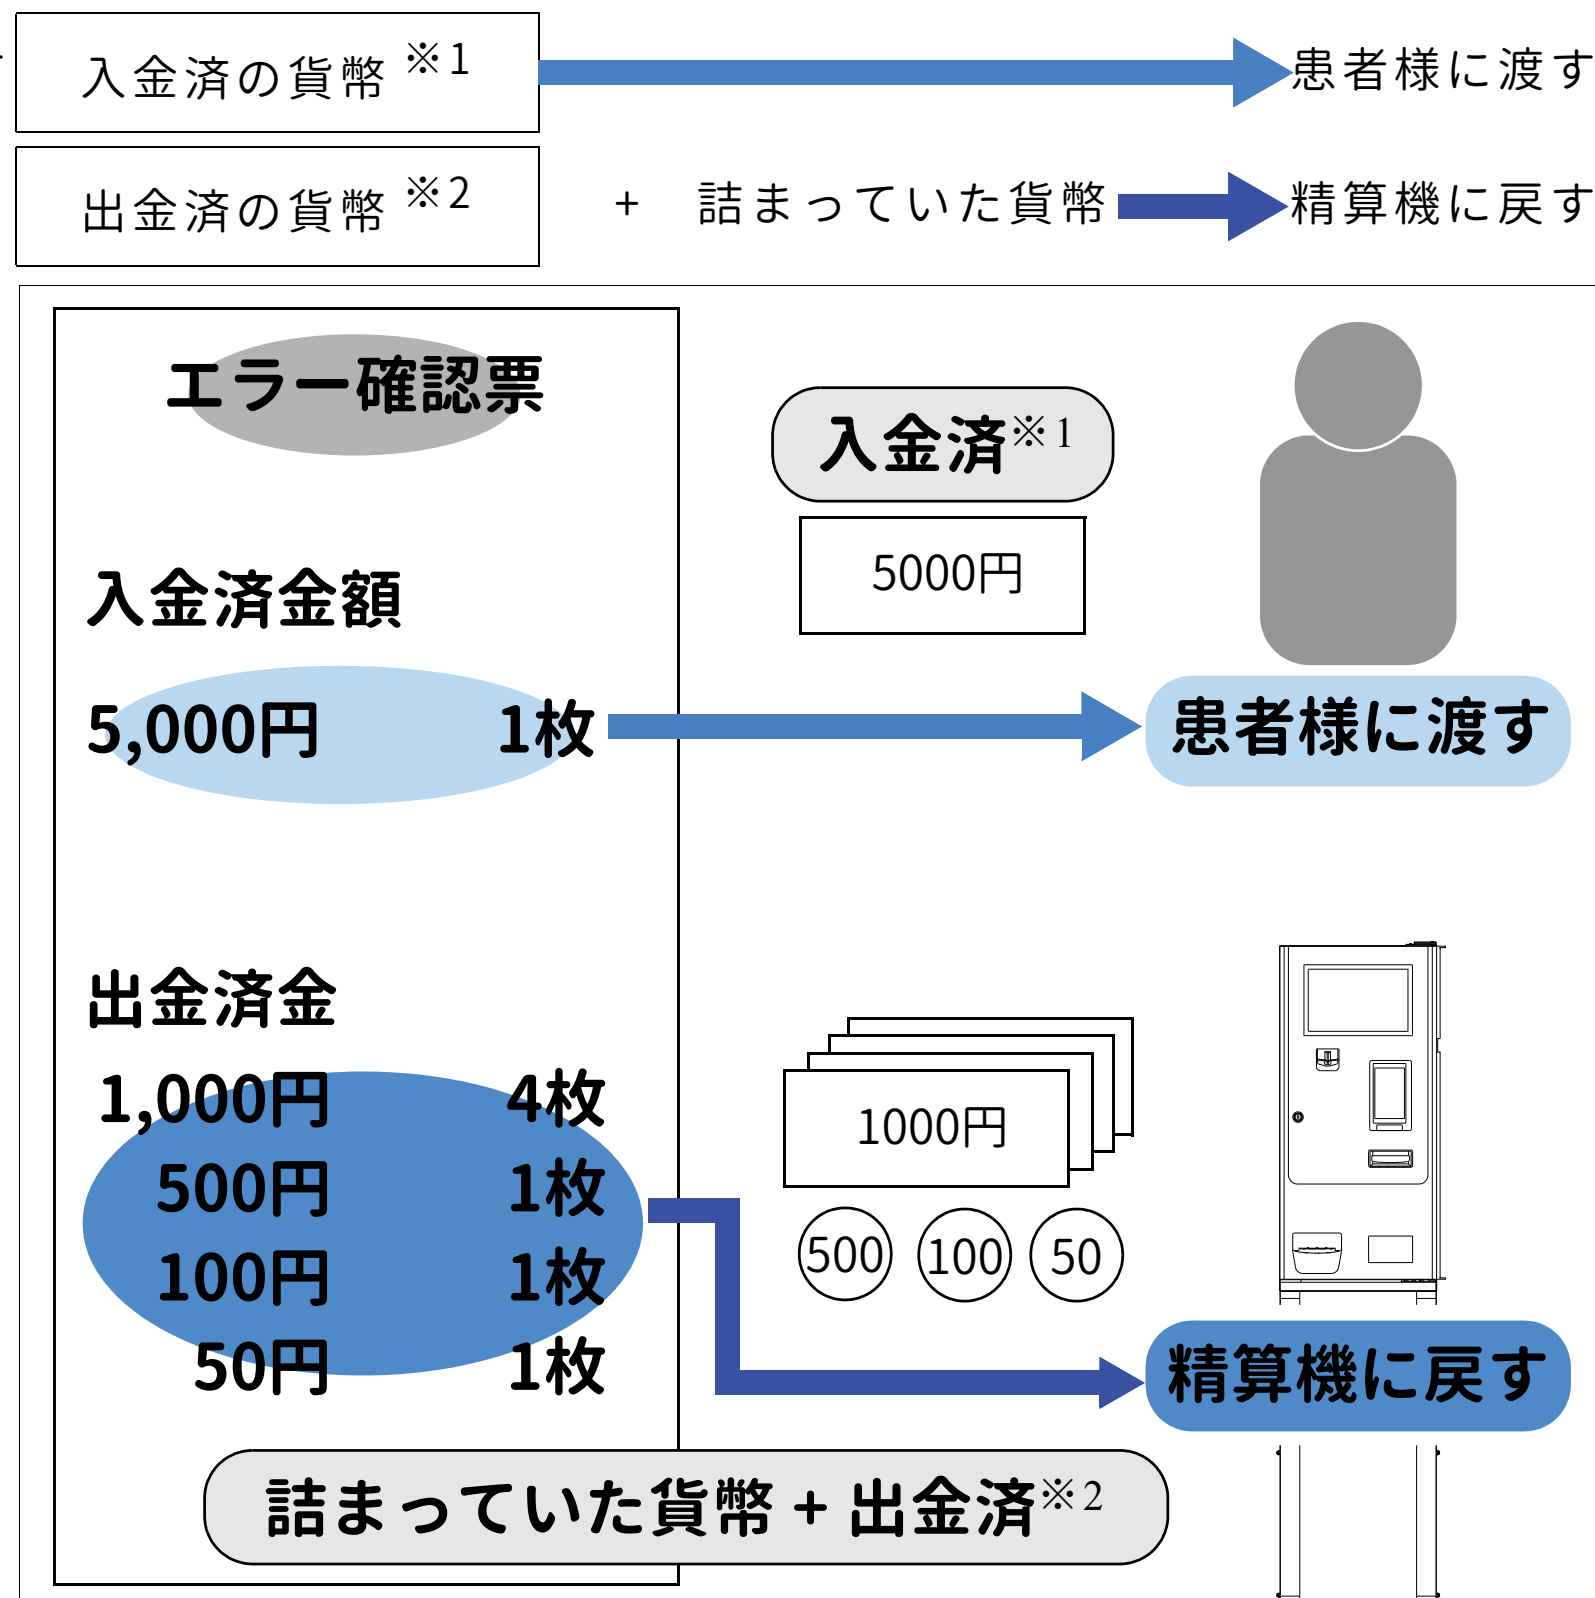 入金済の貨幣 ※1 患者様に渡す
出金済の貨幣 ※2 + 詰まっていた貨幣 精算機に戻す
エラー確認票
入金済※1
5000円
入金済金額
5,000円 1枚
患者様に渡す
出金済金
1,000円 4枚
500円 1枚
100円 1枚
50円 1枚
1000円
500 100 50
精算機に戻す
詰まっていた貨幣 + 出金済※2